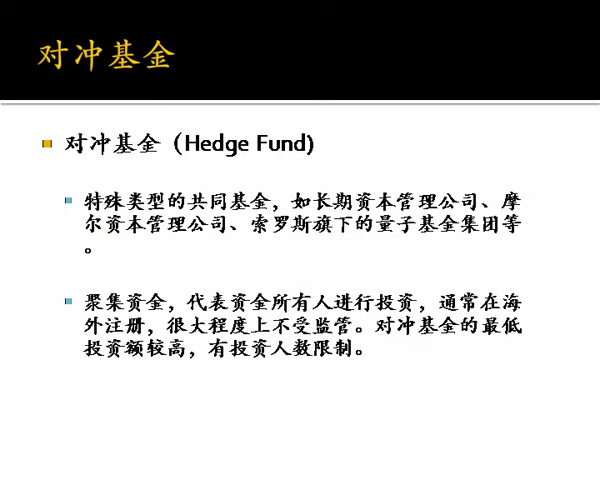 对冲基金
对冲基金（Hedge Fund)
特殊类型的共同基金，如长期资本管理公司、摩
尔资本管理公司、索罗斯旗下的量子基金集团等
。
聚集资金，代表资金所有人进行投资，通常在海
外注册，很大程度上不受监管。对冲基金的最低
投资额较高，有投资人数限制。